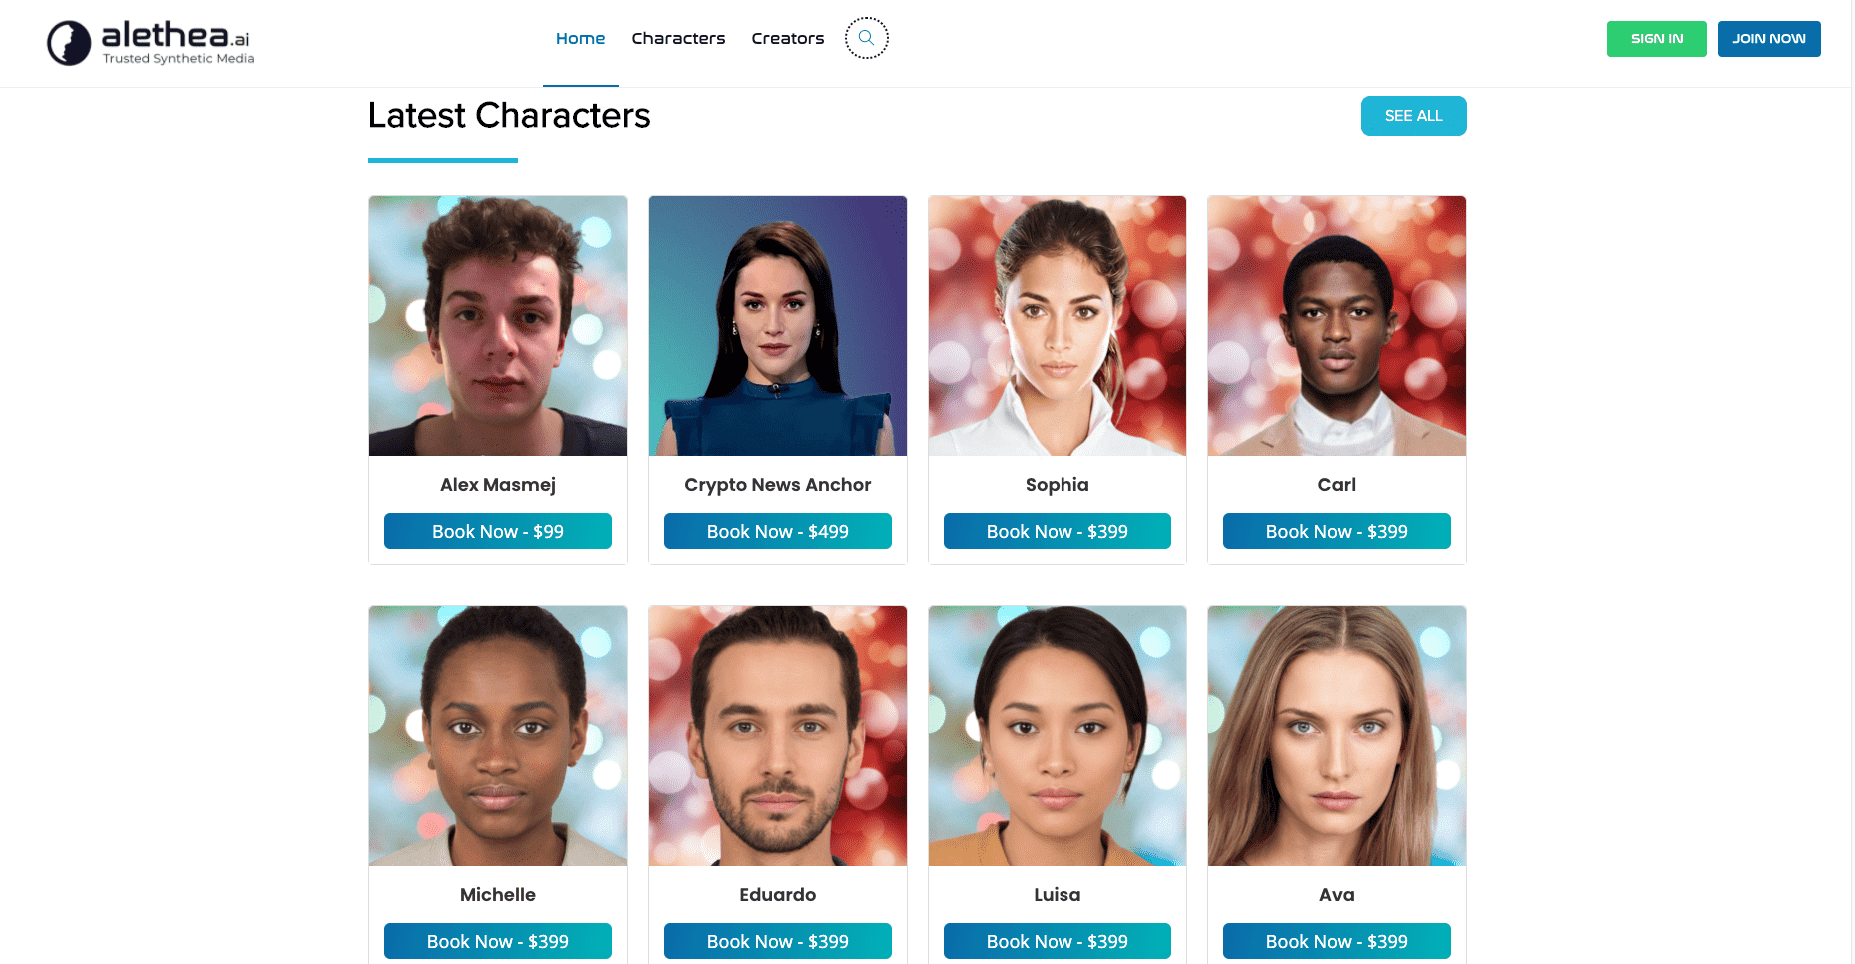 alethea.ai
Trusted Synthetic Media
Home
Characters
Creators
SIGN IN
JOIN NOW
Latest Characters
SEE ALL
Alex Masmej
Crypto News Anchor
Sophia
Carl
Book Now - $99
Book Now - $499
Book Now - $399
Book Now - $399
Michelle
Eduardo
Luisa
Ava
Book Now - $399
Book Now - $399
Book Now - $399
Book Now - $399